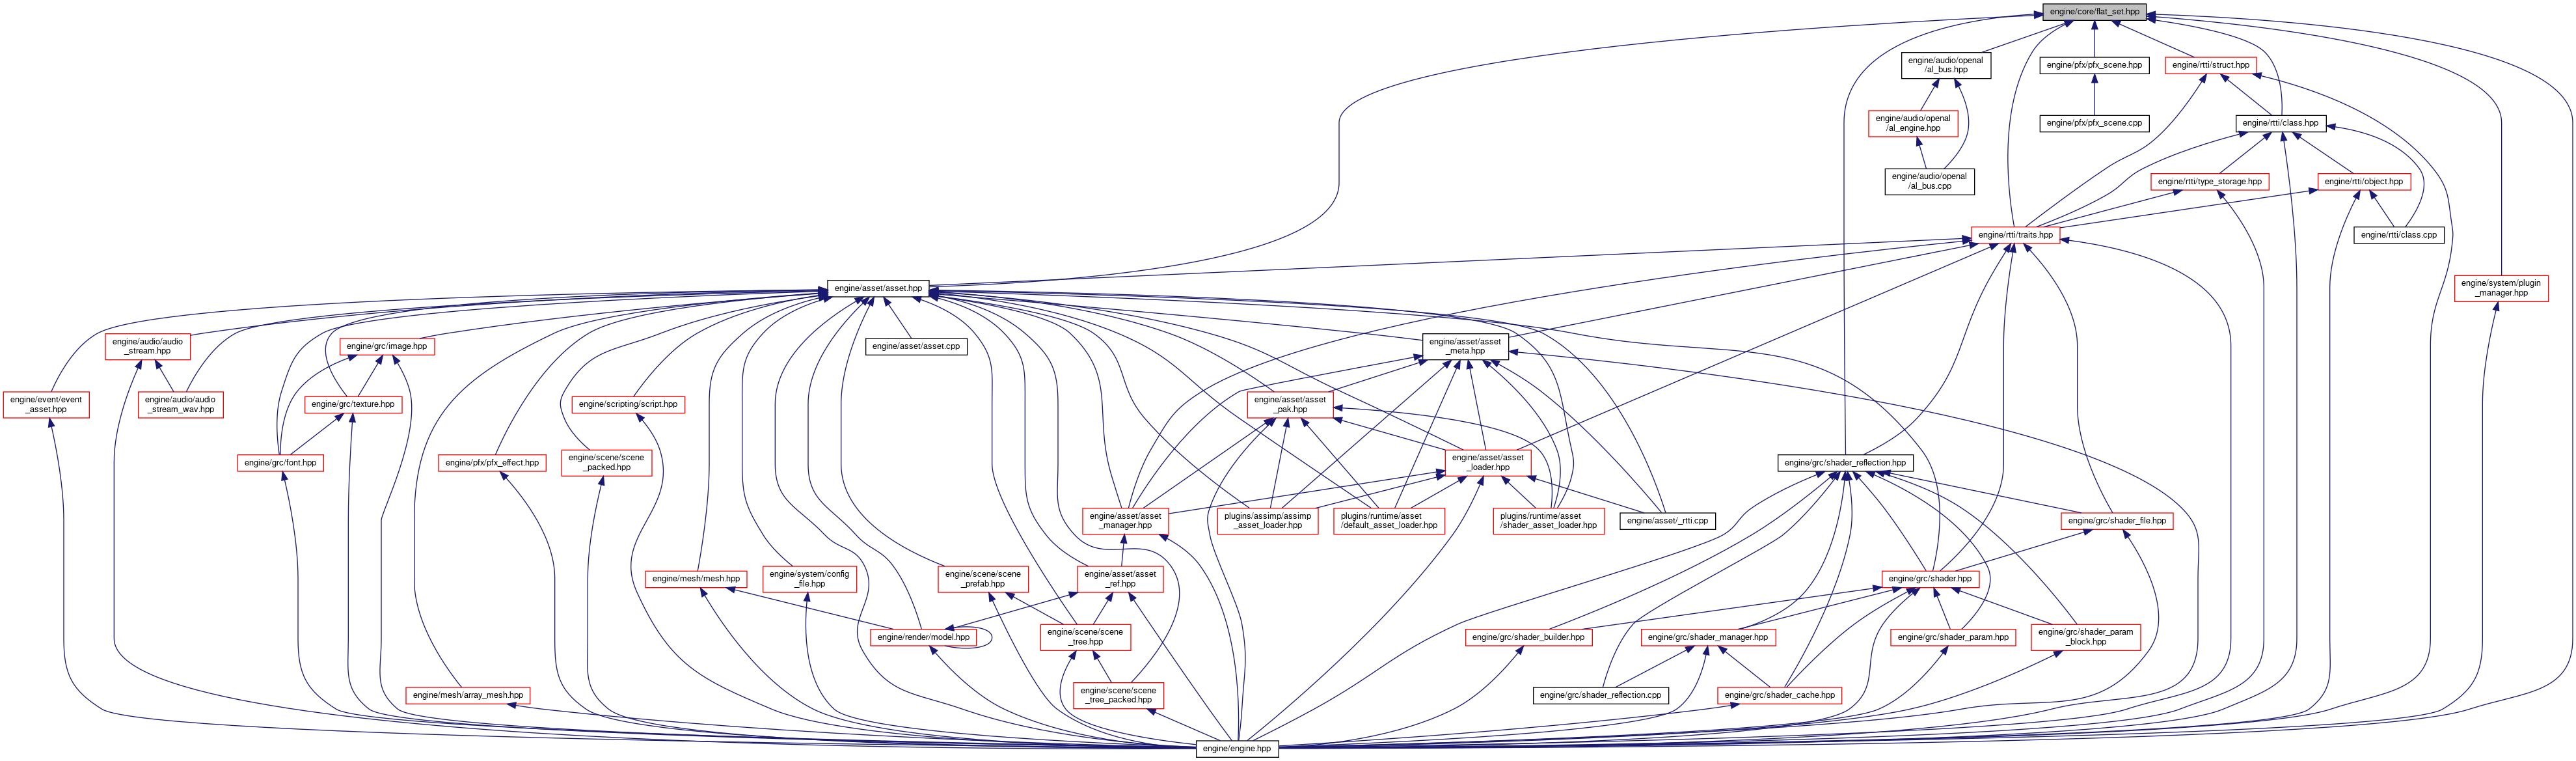 engine/core/flat_set.hpp
engine/audio/openal
/al_bus.hpp
engine/pfx/pfx_scene.hpp
engine/rtti/struct.hpp
engine/audio/openal
/al_engine.hpp
engine/pfx/pfx_scene.cpp
engine/rtti/class.hpp
engine/audio/openal
/al_bus.cpp
engine/rtti/type_storage.hpp
engine/rtti/object.hpp
engine/rtti/traits.hpp
engine/rtti/class.cpp
engine/asset/asset.hpp
engine/system/plugin
_manager.hpp
engine/audio/audio
_stream.hpp
engine/grc/image.hpp
engine/asset/asset.cpp
engine/asset/asset
_meta.hpp
engine/event/event
_asset.hpp
engine/audio/audio
_stream_wav.hpp
engine/grc/texture.hpp
engine/scripting/script.hpp
engine/asset/asset
_pak.hpp
engine/grc/font.hpp
engine/pfx/pfx_effect.hpp
engine/scene/scene
_packed.hpp
engine/asset/asset
_loader.hpp
engine/grc/shader_reflection.hpp
engine/asset/asset
_manager.hpp
plugins/assimp/assimp
_asset_loader.hpp
plugins/runtime/asset
/default_asset_loader.hpp
plugins/runtime/asset
/shader_asset_loader.hpp
engine/asset/_rtti.cpp
engine/grc/shader_file.hpp
engine/mesh/mesh.hpp
engine/system/config
_file.hpp
engine/scene/scene
_prefab.hpp
engine/asset/asset
_ref.hpp
engine/grc/shader.hpp
engine/render/model.hpp
engine/scene/scene
_tree.hpp
engine/grc/shader_builder.hpp
engine/grc/shader_manager.hpp
engine/grc/shader_param.hpp
engine/grc/shader_param
_block.hpp
engine/mesh/array_mesh.hpp
engine/scene/scene
_tree_packed.hpp
engine/grc/shader_reflection.cpp
engine/grc/shader_cache.hpp
engine/engine.hpp